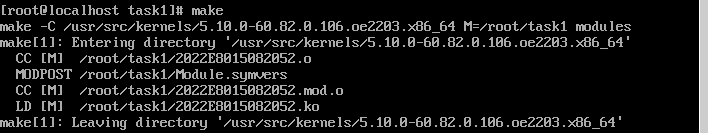 [root@localhost task1]# make
make -C /usr/src/kernels/5.10.0-60.82.0.106.oe2203.x86_64 M=/root/task1 modules
make[1]: Entering directory '/usr/src/kernels/5.10.0-60.82.0.106.oe2203.x86_64'
  CC [M]  /root/task1/2022E8015082052.o
  MODPOST /root/task1/Module.symvers
  CC [M]  /root/task1/2022E8015082052.mod.o
  LD [M]  /root/task1/2022E8015082052.ko
make[1]: Leaving directory '/usr/src/kernels/5.10.0-60.82.0.106.oe2203.x86_64'